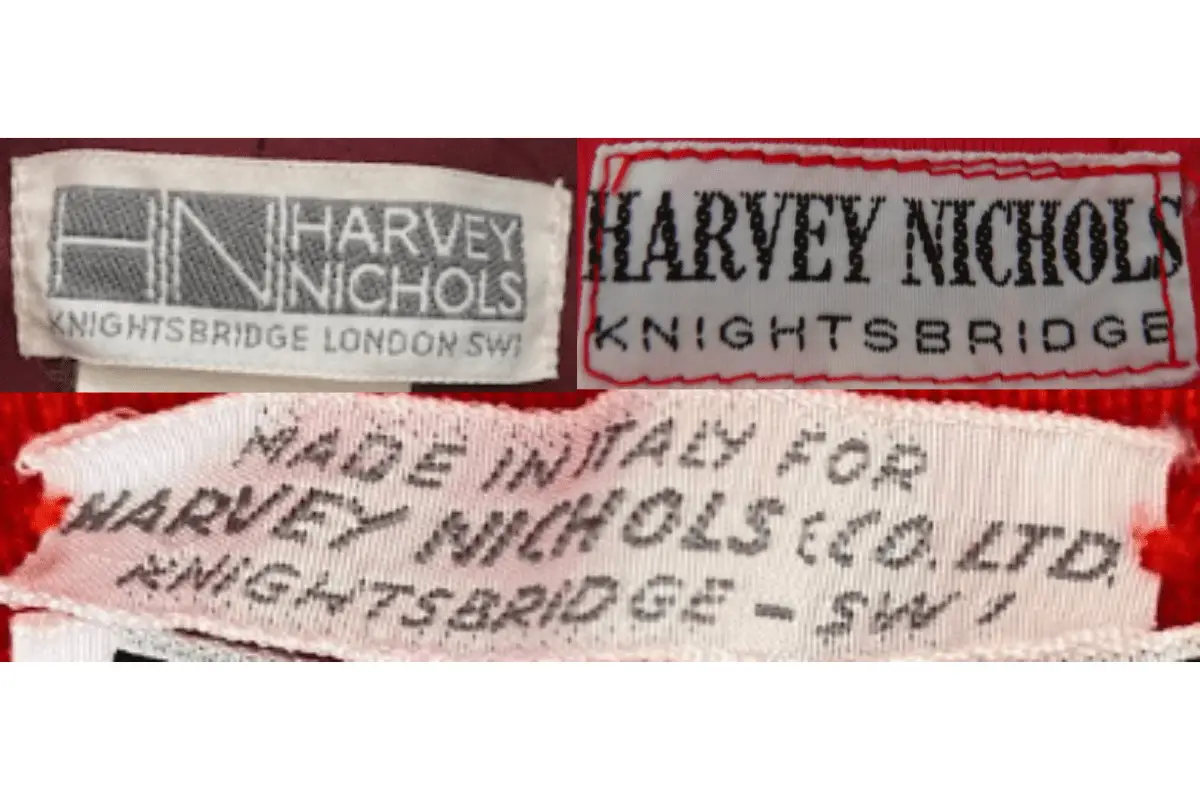 HN HARVEY
NICHOLS
KNIGHTSBRIDGE LONDON SW1
HARVEY NICHOLS
KNIGHTSBRIDGE
MADE IN ITALY FOR
HARVEY NICHOLS & CO. LTD.
KNIGHTSBRIDGE - SW1